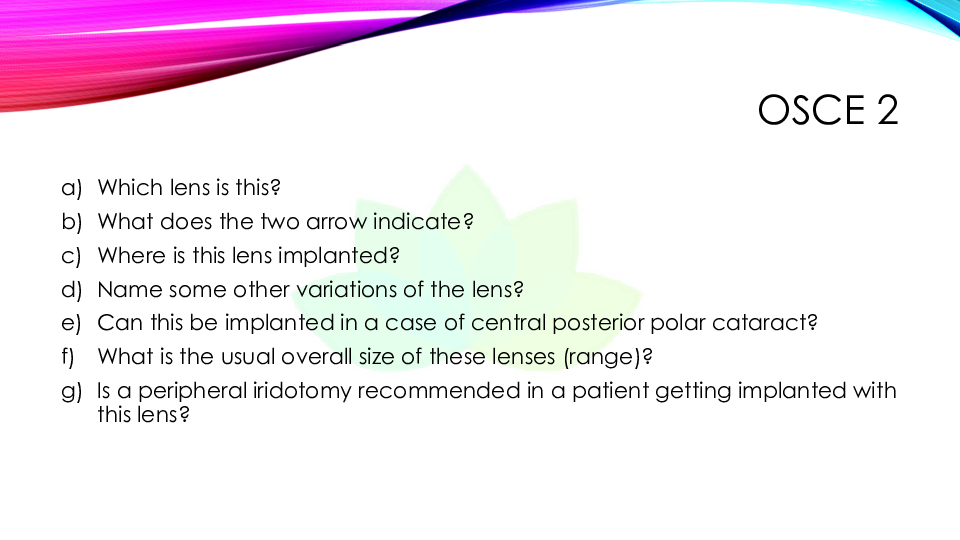 OSCE 2
a) Which lens is this?
b) What does the two arrow indicate?
c) Where is this lens implanted?
d) Name some other variations of the lens?
e) Can this be implanted in a case of central posterior polar cataract?
f) What is the usual overall size of these lenses (range)?
g) Is a peripheral iridotomy recommended in a patient getting implanted with
this lens?